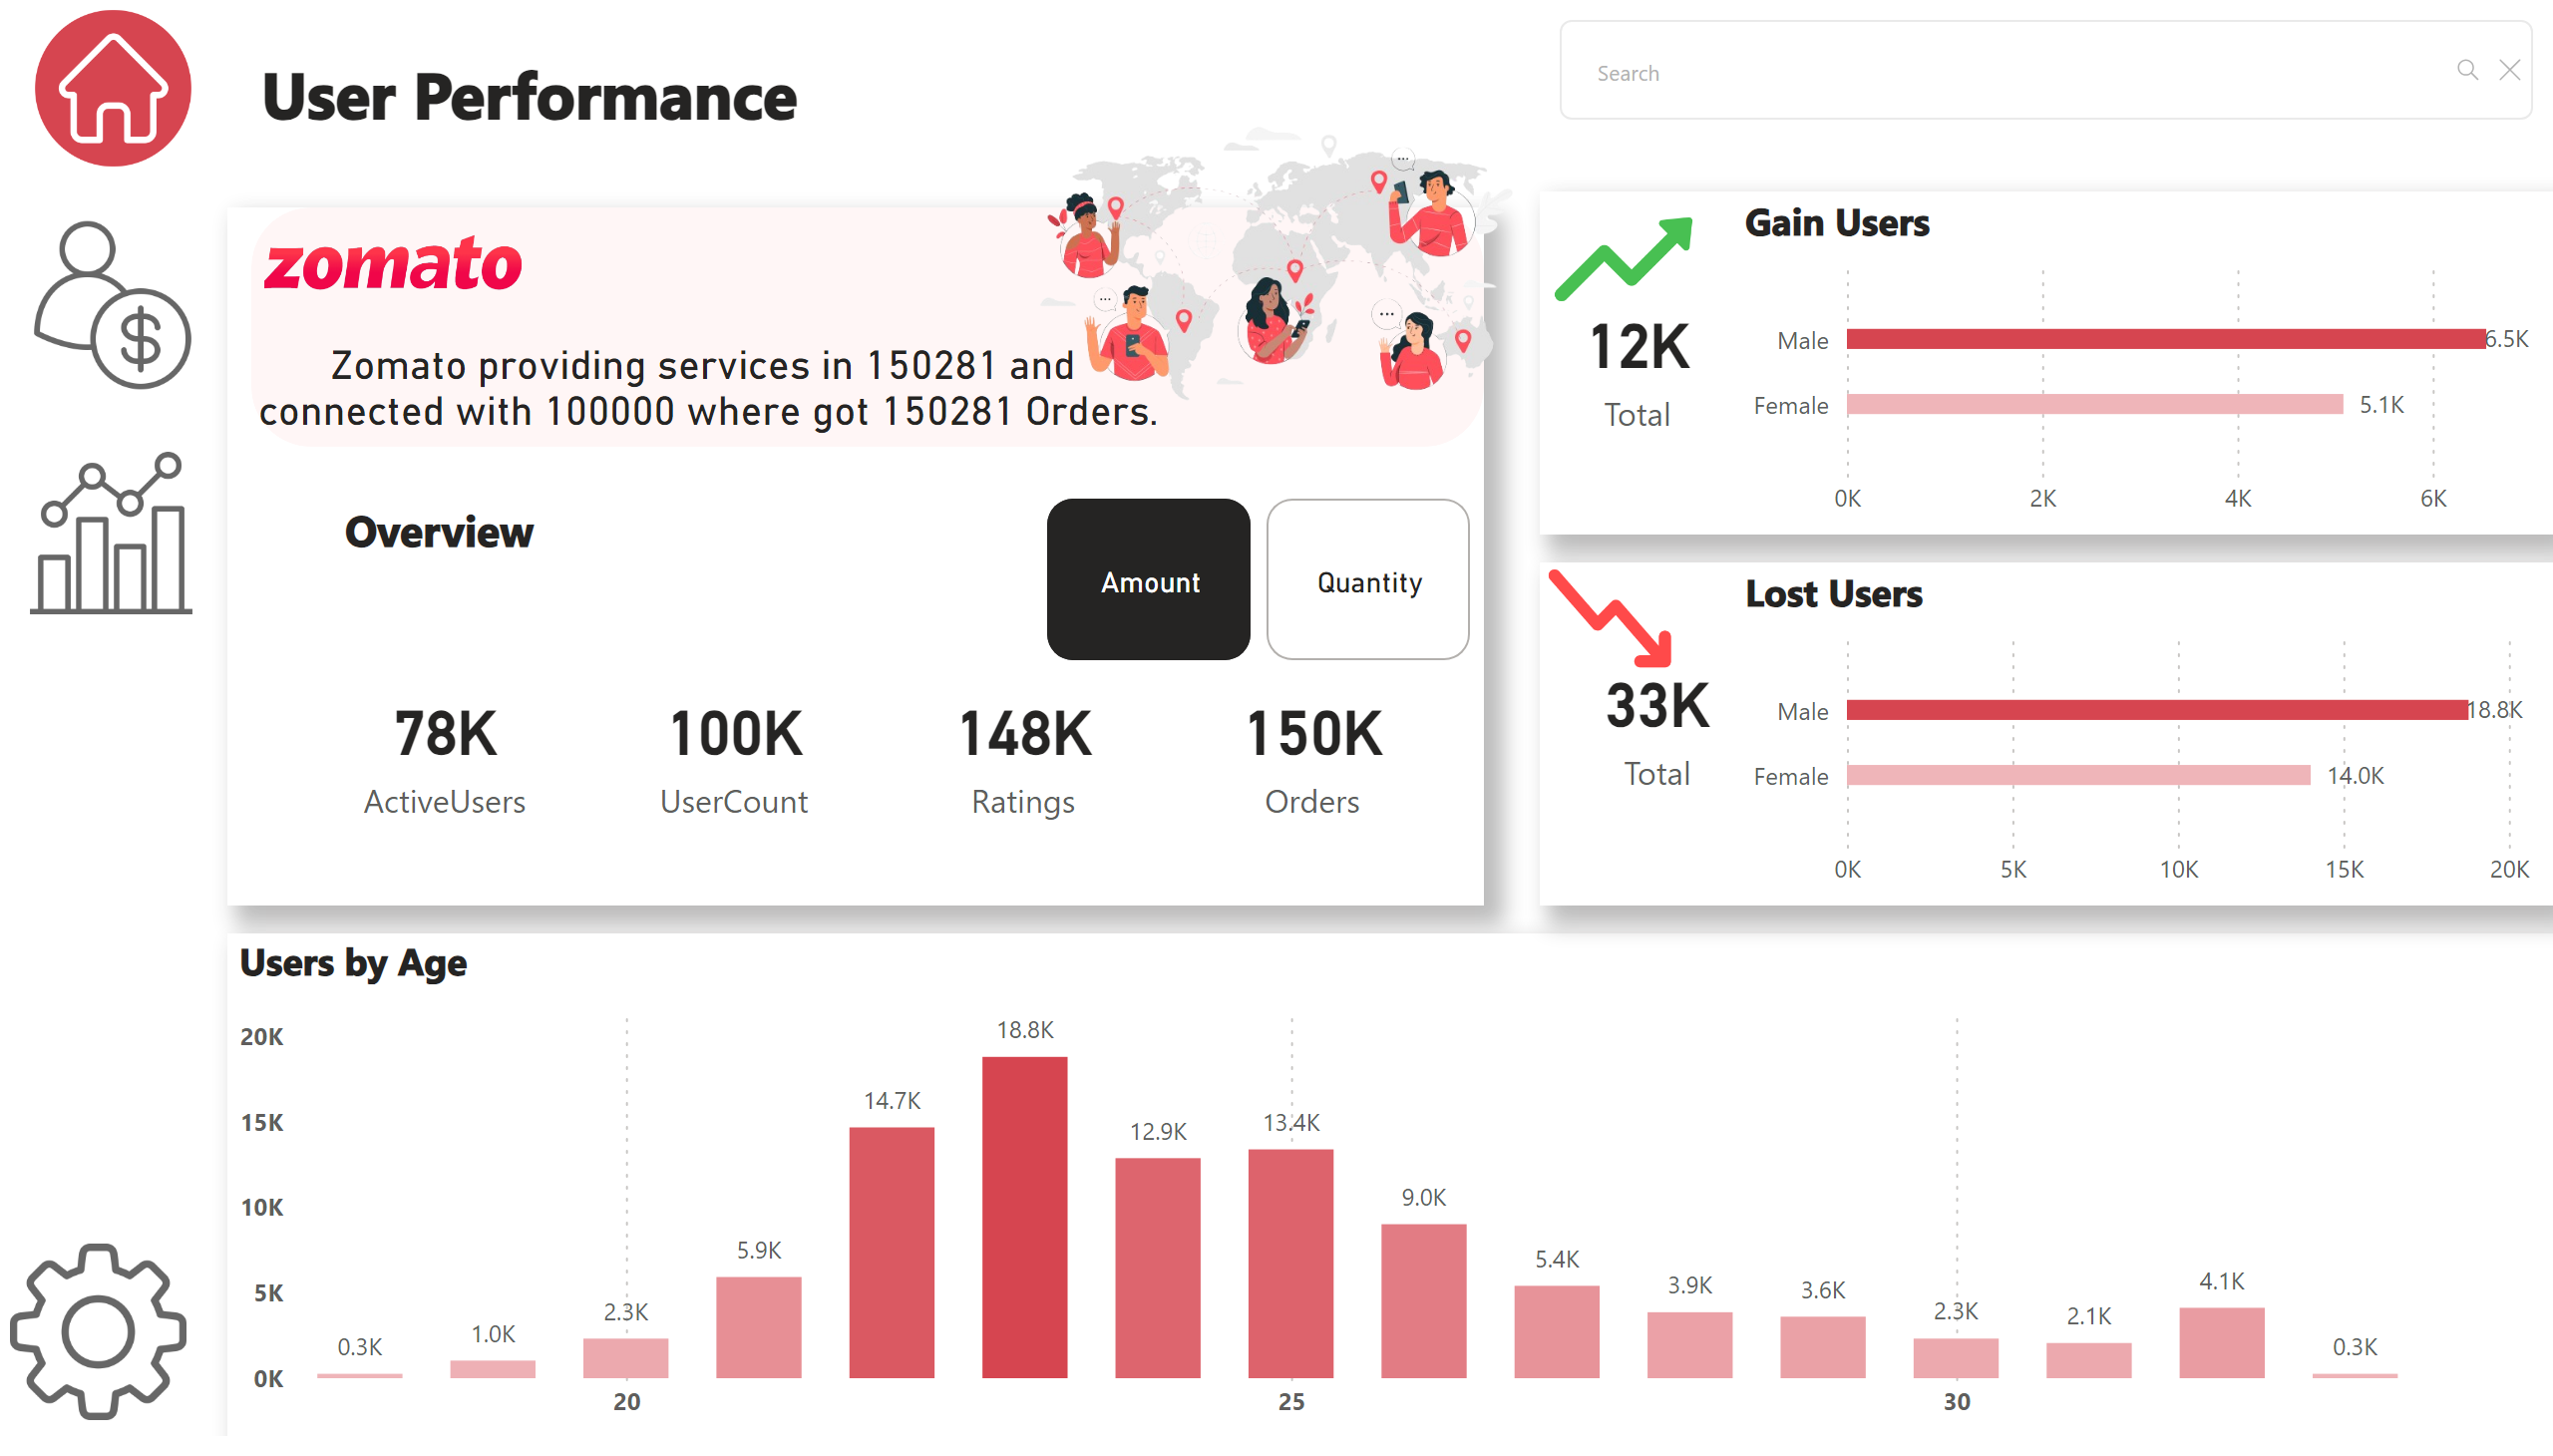 User Performance
Search
zomato
Zomato providing services in 150281 and
connected with 100000 where got 150281 Orders.
Overview
Amount
Quantity
78K
ActiveUsers
100K
UserCount
148K
Ratings
150K
Orders
Gain Users
12K
Total
Male
6.5K
Female
5.1K
0K 2K 4K 6K
Lost Users
33K
Total
Male
18.8K
Female
14.0K
0K 5K 10K 15K 20K
Users by Age
20K
15K
10K
5K
0K
0.3K 1.0K 2.3K 5.9K 14.7K 18.8K 12.9K 13.4K 9.0K 5.4K 3.9K 3.6K 2.3K 2.1K 4.1K 0.3K
20 25 30